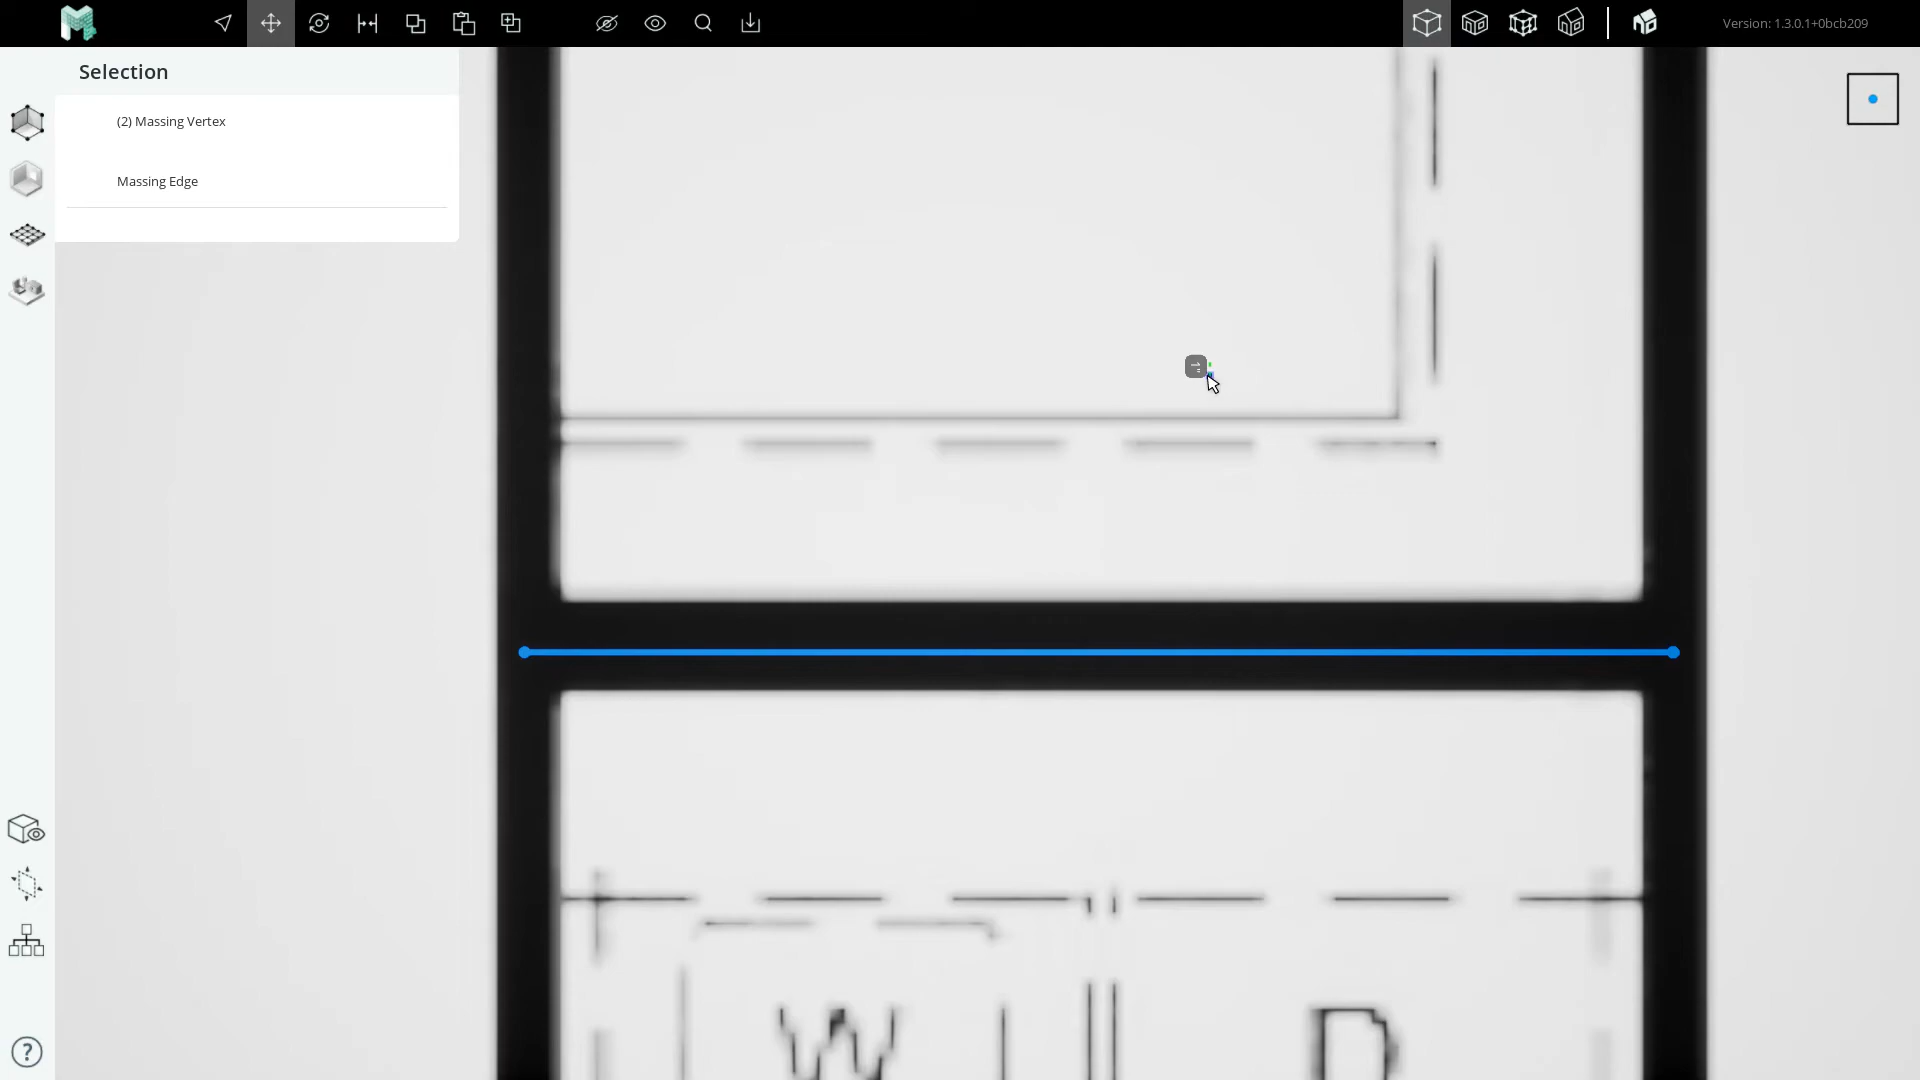 Version: 1.3.0.1+0bcb209
Selection
(2) Massing Vertex
Massing Edge
W
D
?